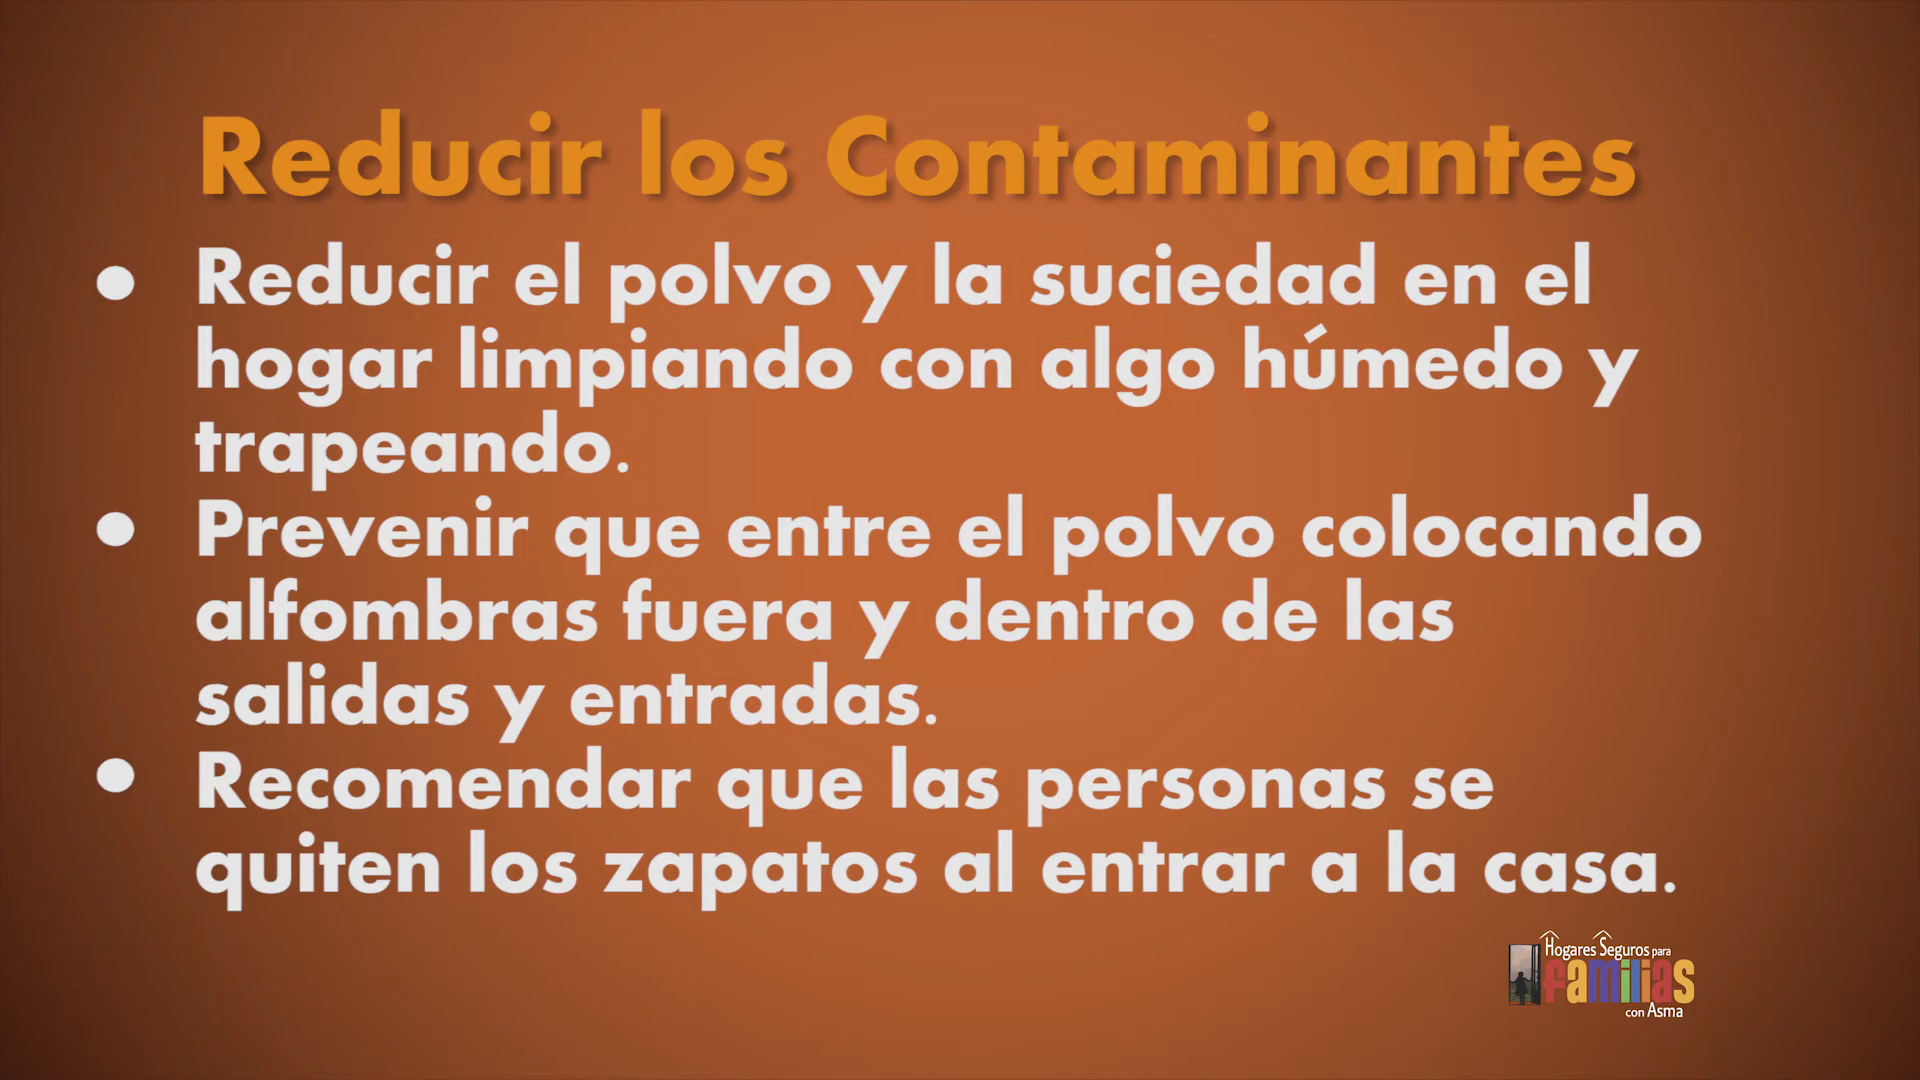 Reducir los Contaminantes
• Reducir el polvo y la suciedad en el
hogar limpiando con algo húmedo y
trapeando.
• Prevenir que entre el polvo colocando
alfombras fuera y dentro de las
salidas y entradas.
• Recomendar que las personas se
quiten los zapatos al entrar a la casa.
Hogares Seguros para
familias
con Asma